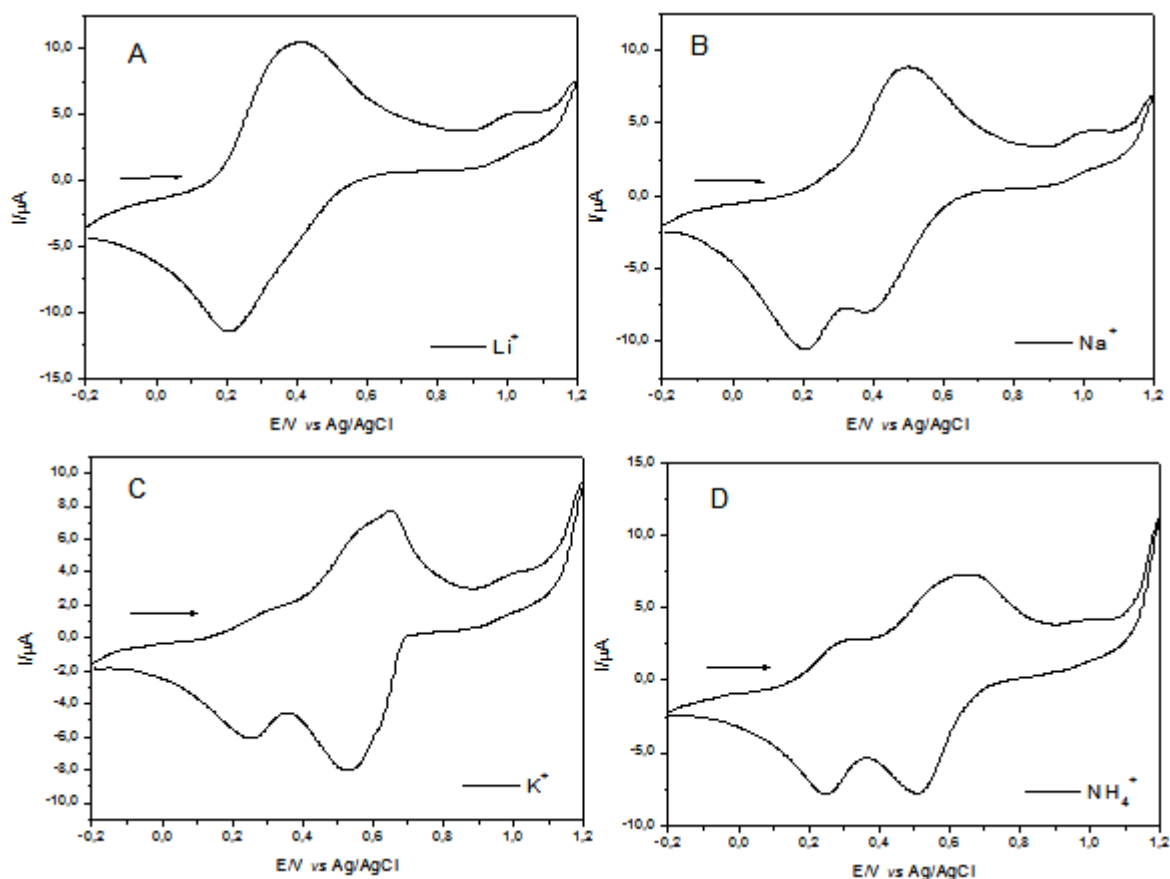 A
10,0
5,0
0,0
-5,0
-10,0
-15,0
I/µA
-0,2 0,0 0,2 0,4 0,6 0,8 1,0 1,2
E/V vs Ag/AgCl
Li+
B
10,0
5,0
0,0
-5,0
-10,0
I/µA
-0,2 0,0 0,2 0,4 0,6 0,8 1,0 1,2
E/V vs Ag/AgCl
Na+
C
10,0
8,0
6,0
4,0
2,0
0,0
-2,0
-4,0
-6,0
-8,0
-10,0
I/µA
-0,2 0,0 0,2 0,4 0,6 0,8 1,0 1,2
E/V vs Ag/AgCl
K+
D
15,0
10,0
5,0
0,0
-5,0
-10,0
I/µA
-0,2 0,0 0,2 0,4 0,6 0,8 1,0 1,2
E/V vs Ag/AgCl
NH4+